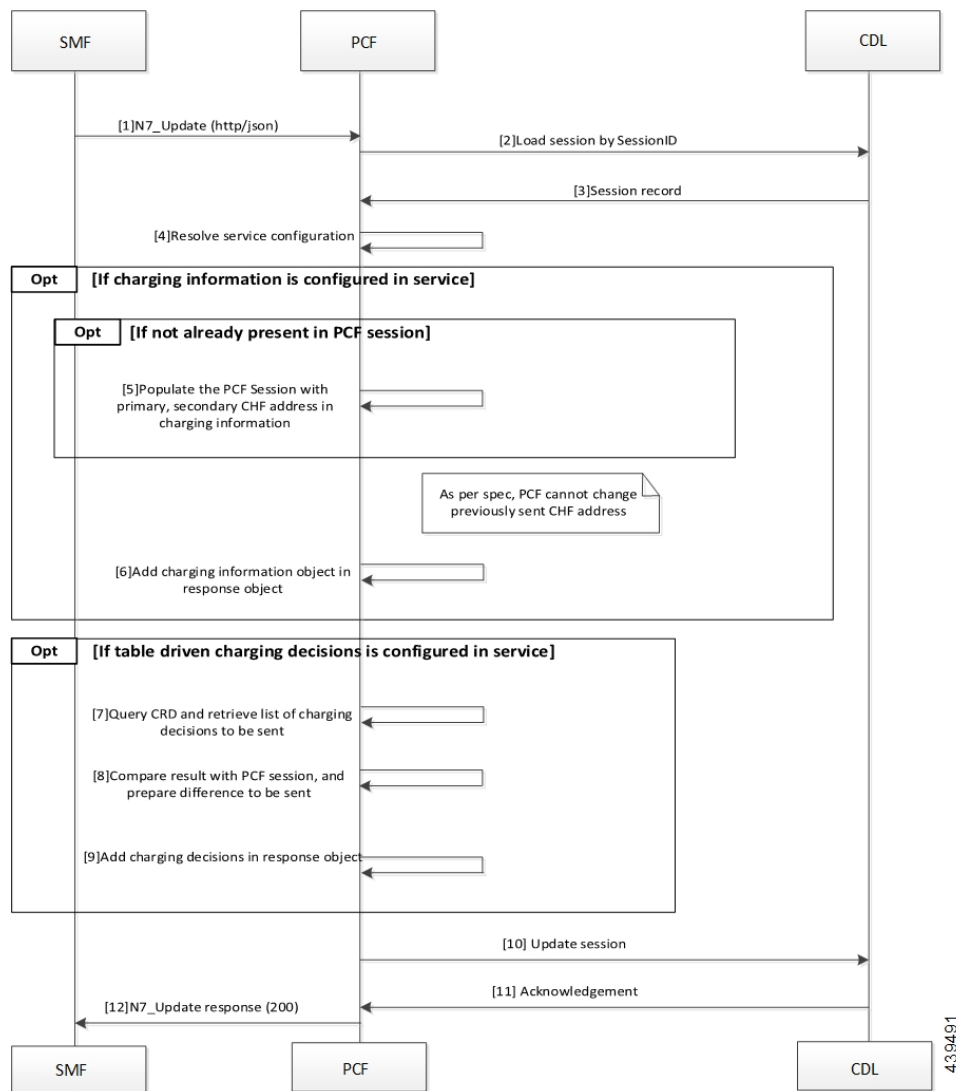 SMF
PCF
CDL
[1]N7_Update (http/json)
[2]Load session by SessionID
[3]Session record
[4]Resolve service configuration
Opt
[If charging information is configured in service]
Opt
[If not already present in PCF session]
[5]Populate the PCF Session with
primary, secondary CHF address in
charging information
As per spec, PCF cannot change
previously sent CHF address
[6]Add charging information object in
response object
Opt
[If table driven charging decisions is configured in service]
[7]Query CRD and retrieve list of charging
decisions to be sent
[8]Compare result with PCF session, and
prepare difference to be sent
[9]Add charging decisions in response object
[10] Update session
[11] Acknowledgement
[12]N7_Update response (200)
SMF
PCF
CDL
439491